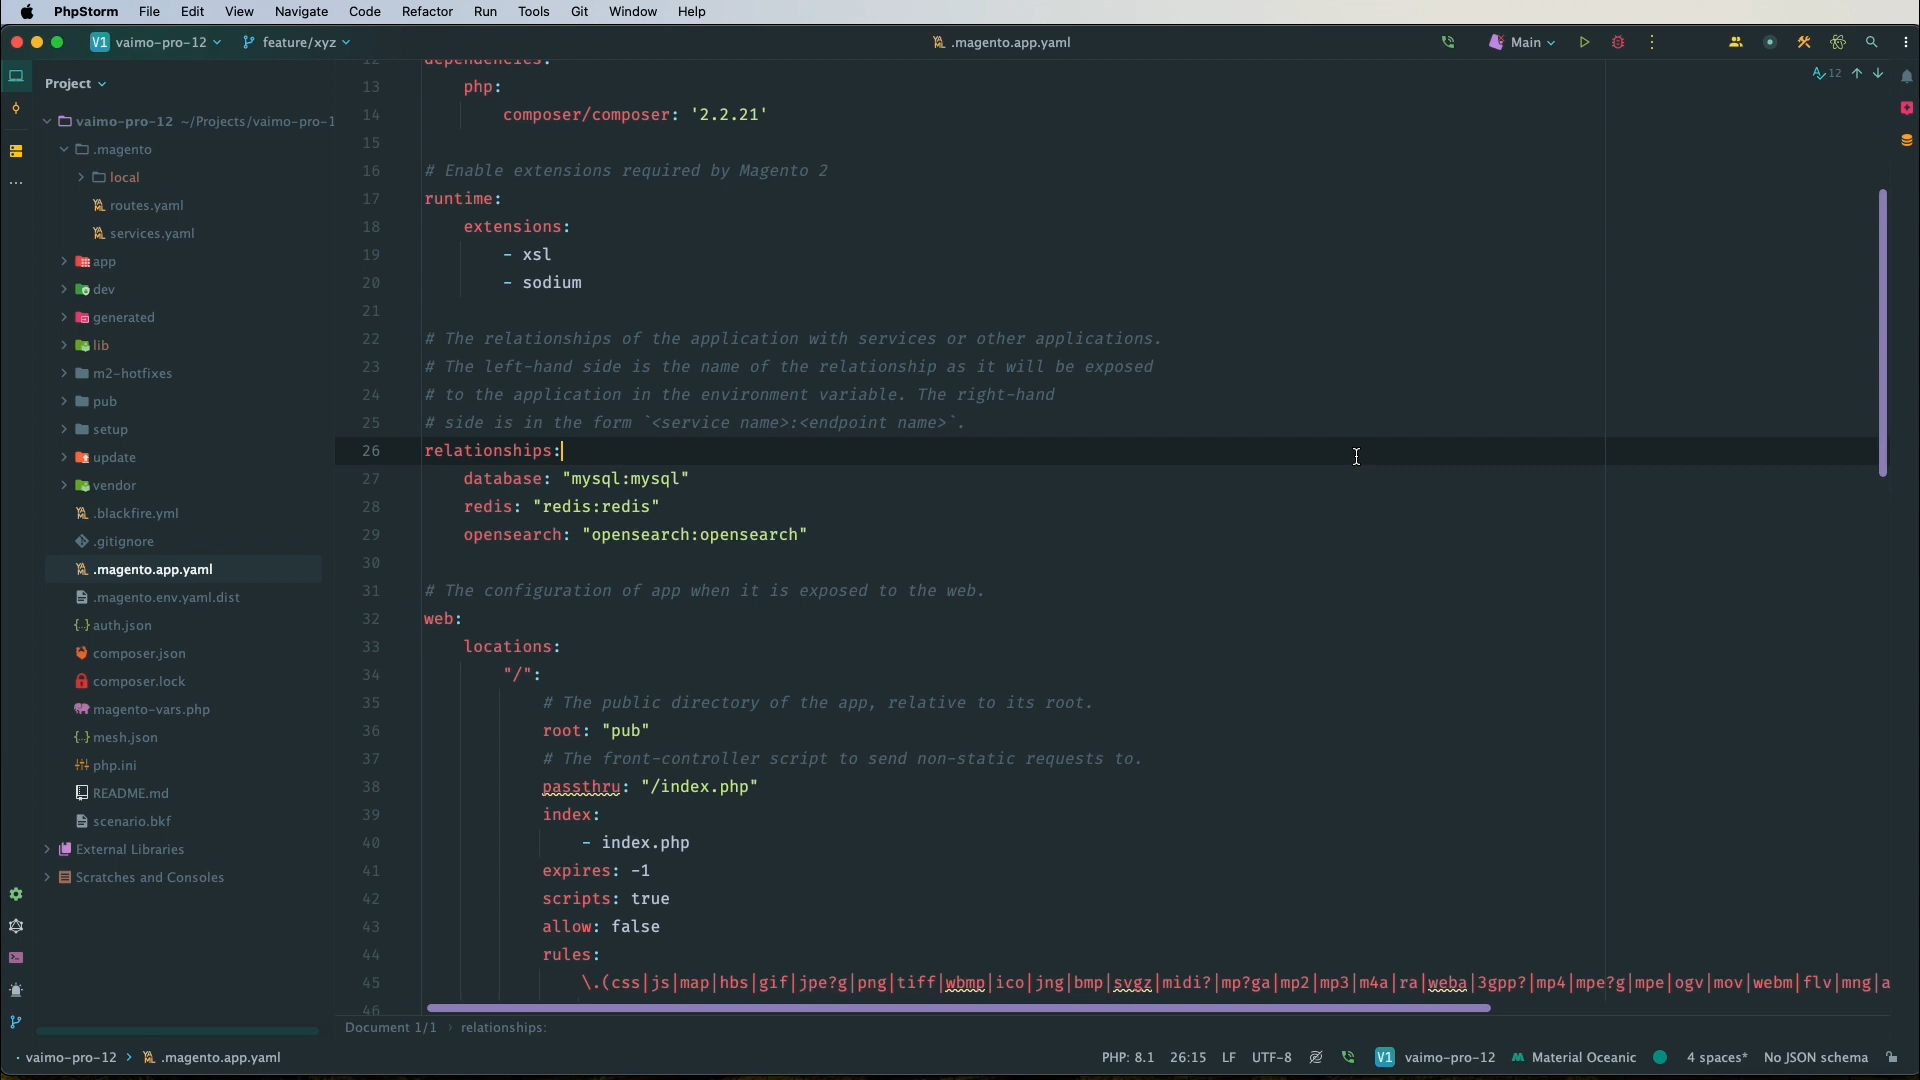 PhpStorm File Edit View Navigate Code Refactor Run Tools Git Window Help
V1 vaimo-pro-12 feature/xyz .magento.app.yaml Main
Project
12
vaimo-pro-12 ~/Projects/vaimo-pro-1
.magento
local
routes.yaml
services.yaml
app
dev
generated
lib
m2-hotfixes
pub
setup
update
vendor
.blackfire.yml
.gitignore
.magento.app.yaml
.magento.env.yaml.dist
auth.json
composer.json
composer.lock
magento-vars.php
mesh.json
php.ini
README.md
scenario.bkf
External Libraries
Scratches and Consoles
12 dependencies:
13 php:
14 composer/composer: '2.2.21'
15
16 # Enable extensions required by Magento 2
17 runtime:
18 extensions:
19 - xsl
20 - sodium
21
22 # The relationships of the application with services or other applications.
23 # The left-hand side is the name of the relationship as it will be exposed
24 # to the application in the environment variable. The right-hand
25 # side is in the form `<service name>:<endpoint name>`.
26 relationships:
27 database: "mysql:mysql"
28 redis: "redis:redis"
29 opensearch: "opensearch:opensearch"
30
31 # The configuration of app when it is exposed to the web.
32 web:
33 locations:
34 "/":
35 # The public directory of the app, relative to its root.
36 root: "pub"
37 # The front-controller script to send non-static requests to.
38 passthru: "/index.php"
39 index:
40 - index.php
41 expires: -1
42 scripts: true
43 allow: false
44 rules:
45 \.(css|js|map|hbs|gif|jpe?g|png|tiff|wbmp|ico|jng|bmp|svgz|midi?|mp?ga|mp2|mp3|m4a|ra|weba|3gpp?|mp4|mpe?g|mpe|ogv|mov|webm|flv|mng|a
46
Document 1/1 › relationships:
vaimo-pro-12 › .magento.app.yaml PHP: 8.1 26:15 LF UTF-8 V1 vaimo-pro-12 Material Oceanic 4 spaces* No JSON schema